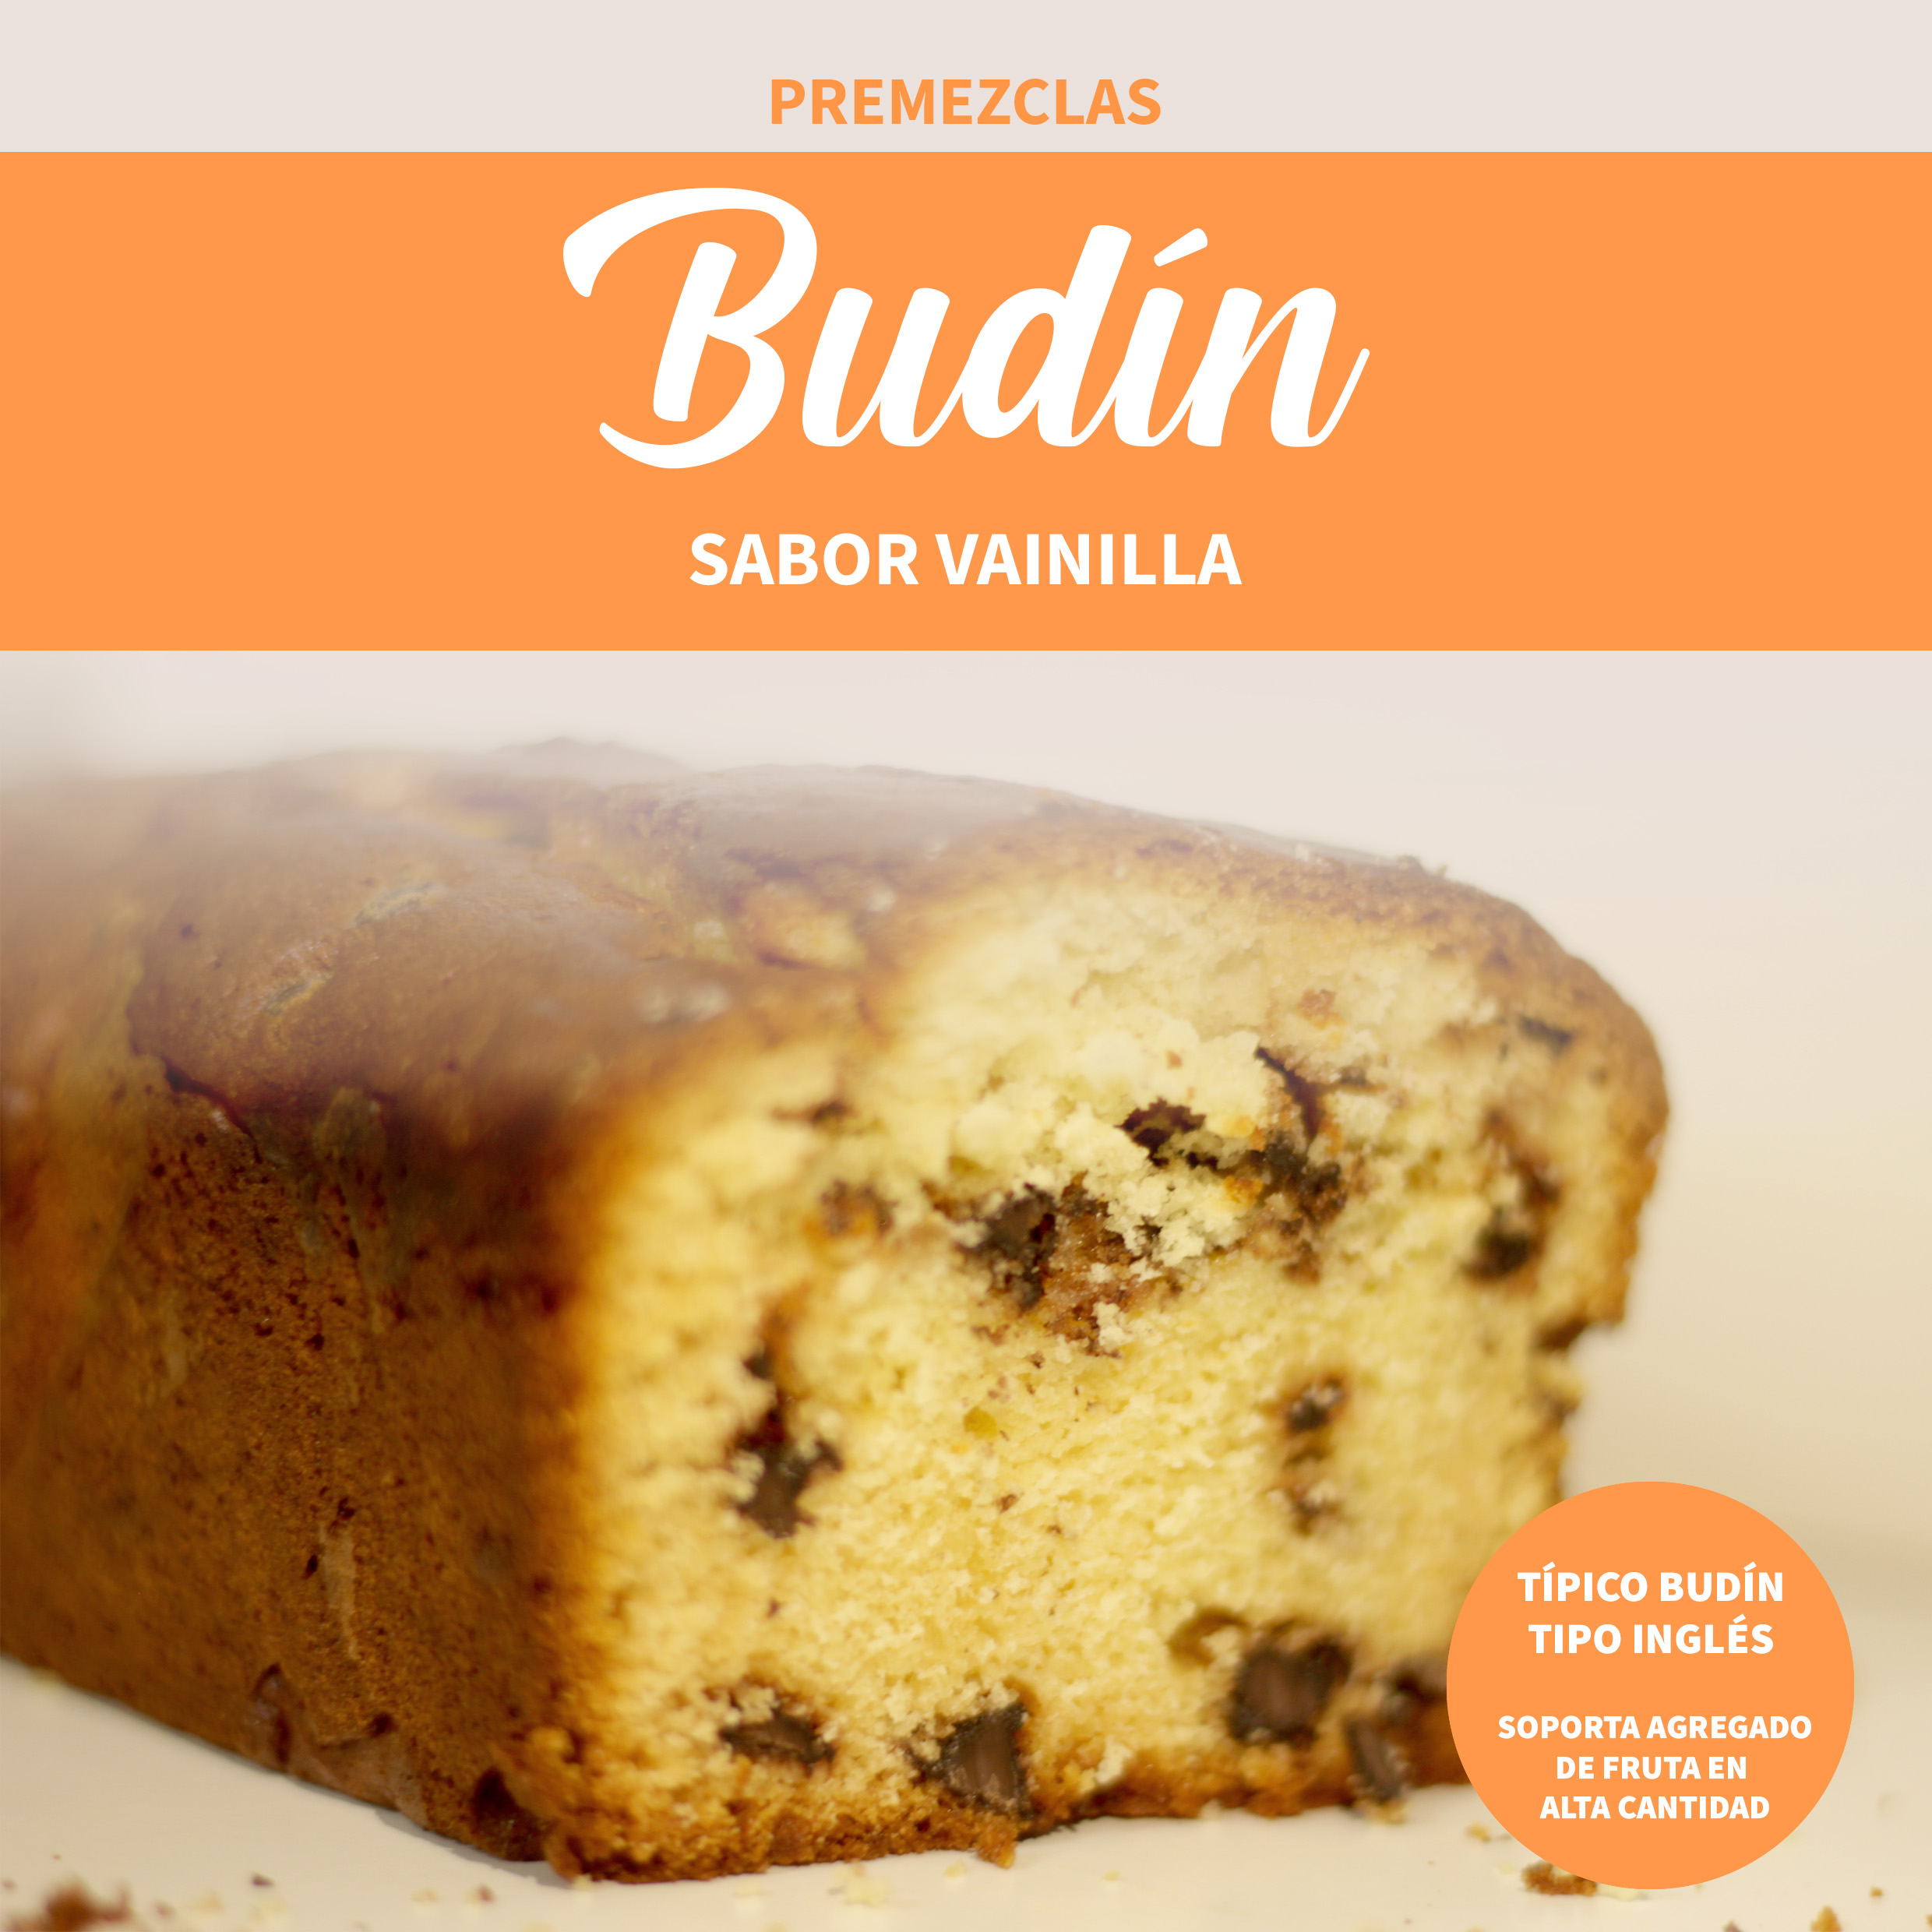 PREMEZCLAS
Budín
SABOR VAINILLA
TÍPICO BUDÍN
TIPO INGLÉS
SOPORTA AGREGADO
DE FRUTA EN
ALTA CANTIDAD